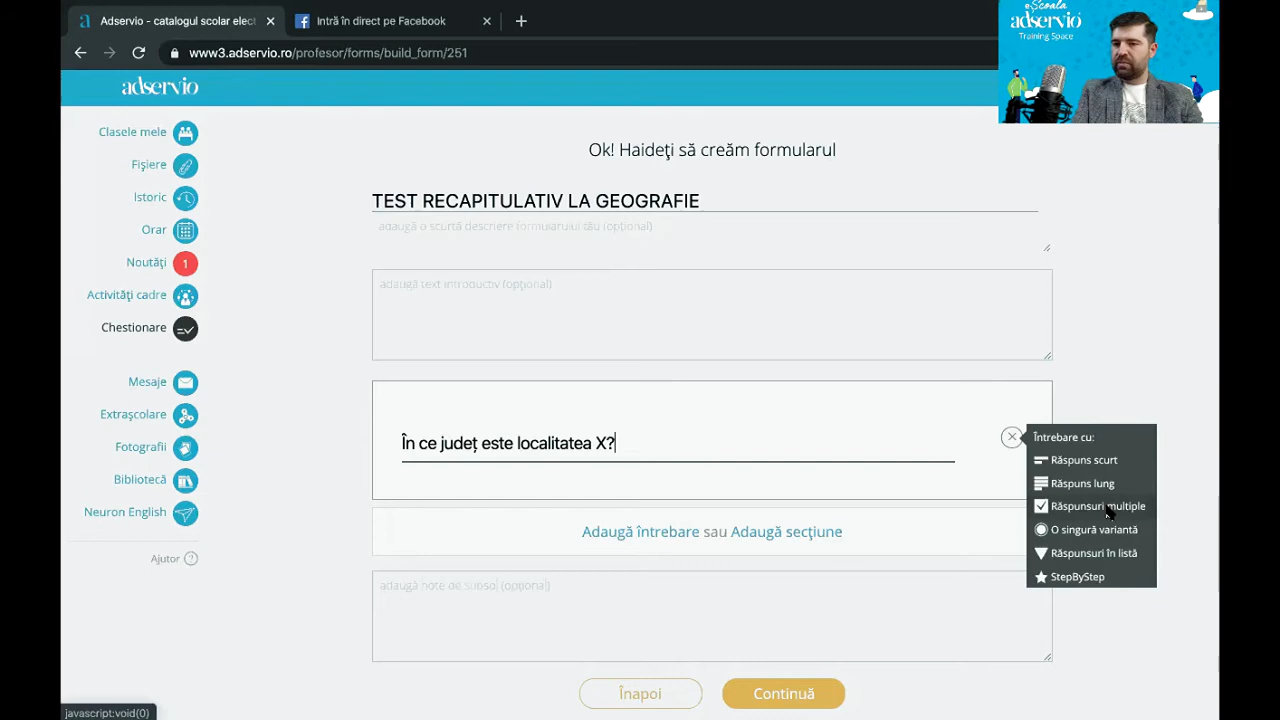 Adservio - catalogul scolar elect
Intră în direct pe Facebook
www3.adservio.ro/profesor/forms/build_form/251
eȘcoala
adservio
Training Space
adservio
Clasele mele
Fișiere
Istoric
Orar
Noutăți 1
Activități cadre
Chestionare
Mesaje
Extrașcolare
Fotografii
Bibliotecă
Neuron English
Ajutor ?
Ok! Haideți să creăm formularul
TEST RECAPITULATIV LA GEOGRAFIE
adaugă o scurtă descriere formularului tău (opțional)
adaugă text introductiv (opțional)
În ce județ este localitatea X?
Întrebare cu:
Răspuns scurt
Răspuns lung
Răspunsuri multiple
O singură variantă
Răspunsuri în listă
StepByStep
Adaugă întrebare sau Adaugă secțiune
adaugă note de subsol (opțional)
Înapoi
Continuă
javascript:void(0)